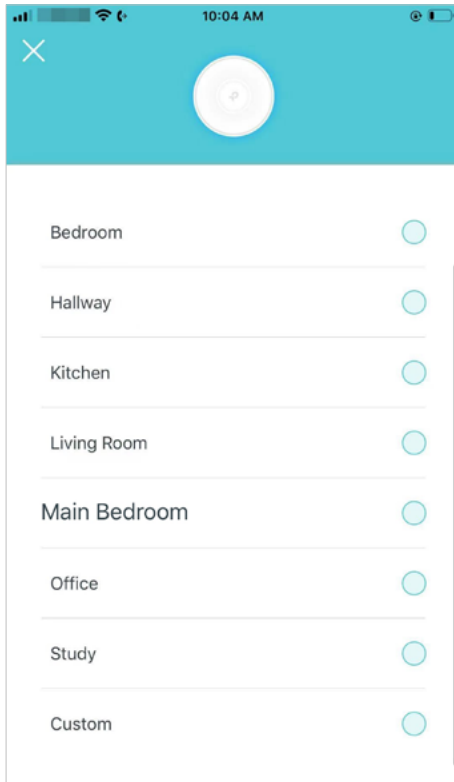 10:04 AM
Bedroom
Hallway
Kitchen
Living Room
Main Bedroom
Office
Study
Custom